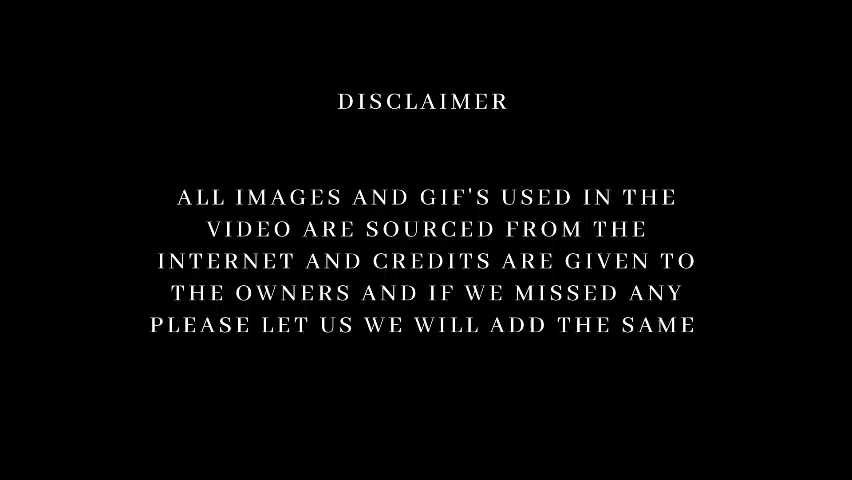 DISCLAIMER
ALL IMAGES AND GIF'S USED IN THE
VIDEO ARE SOURCED FROM THE
INTERNET AND CREDITS ARE GIVEN TO
THE OWNERS AND IF WE MISSED ANY
PLEASE LET US WE WILL ADD THE SAME